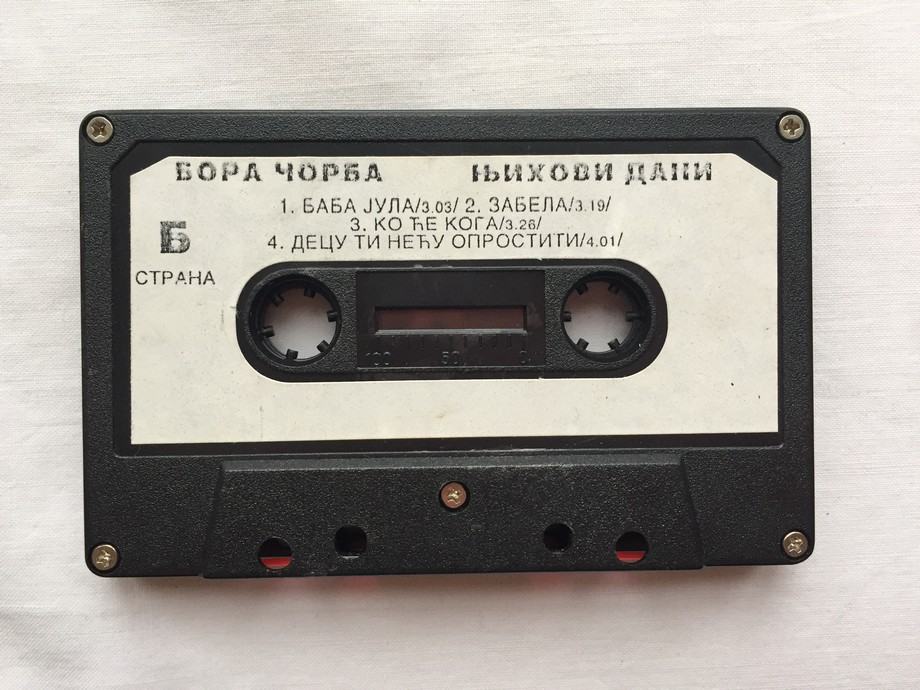 БОРА ЧОРБА ЊИХОВИ ДАНИ
1. БАБА ЈУЛА/3.03/ 2. ЗАБЕЛА/3.19/
3. КО ЋЕ КОГА/3.26/
4. ДЕЦУ ТИ НЕЋУ ОПРОСТИТИ/4.01/
Б
СТРАНА
100 50 0